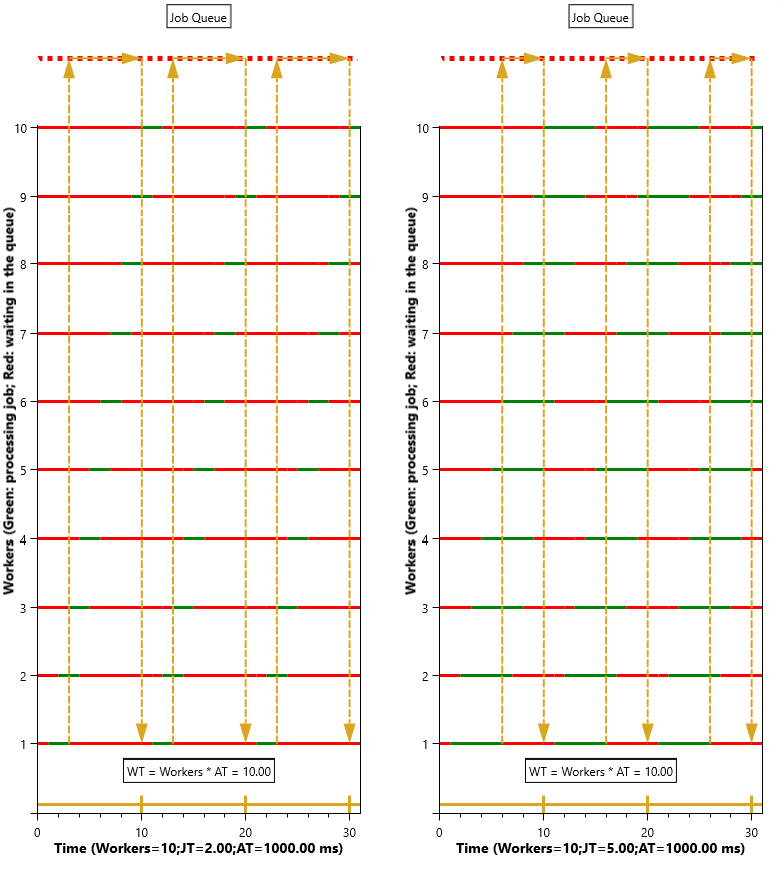 Job Queue
10
9
8
7
6
5
4
3
2
1
Workers (Green: processing job; Red: waiting in the queue)
WT = Workers * AT = 10.00
0 10 20 30
Time (Workers=10;JT=2.00;AT=1000.00 ms)
Job Queue
10
9
8
7
6
5
4
3
2
1
Workers (Green: processing job; Red: waiting in the queue)
WT = Workers * AT = 10.00
0 10 20 30
Time (Workers=10;JT=5.00;AT=1000.00 ms)